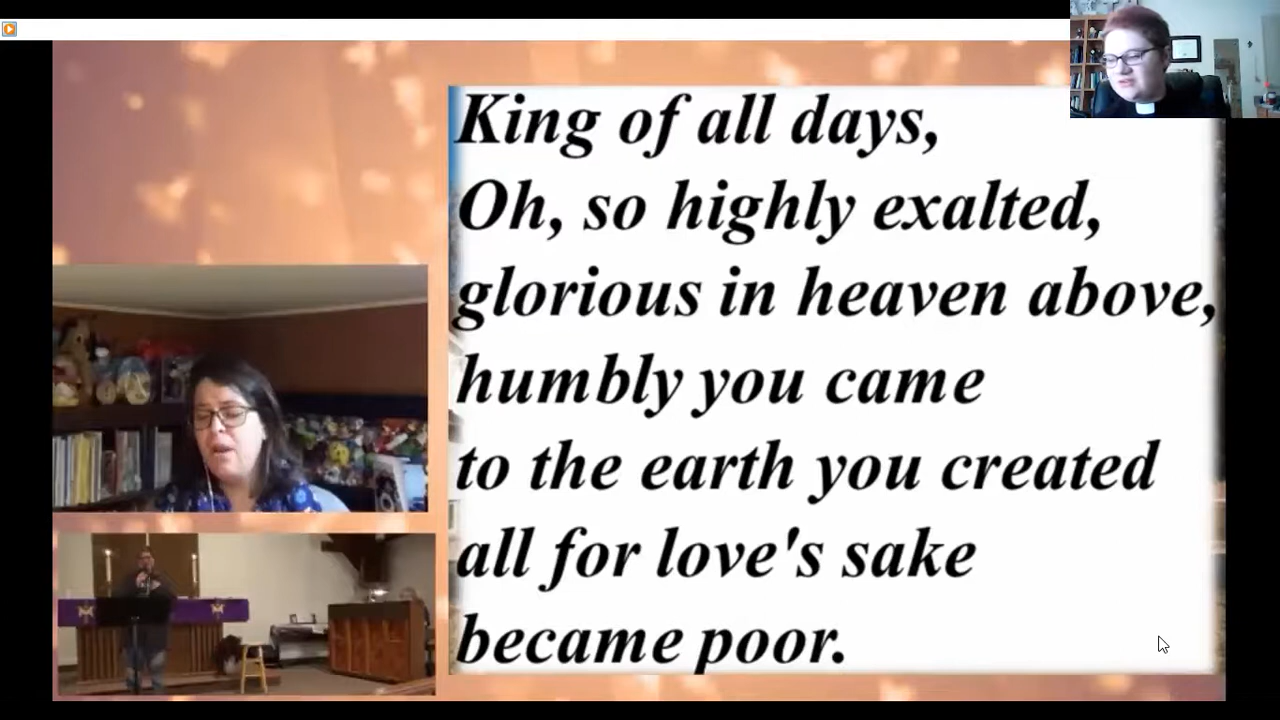 King of all days,
Oh, so highly exalted,
glorious in heaven above,
humbly you came
to the earth you created
all for love's sake
became poor.